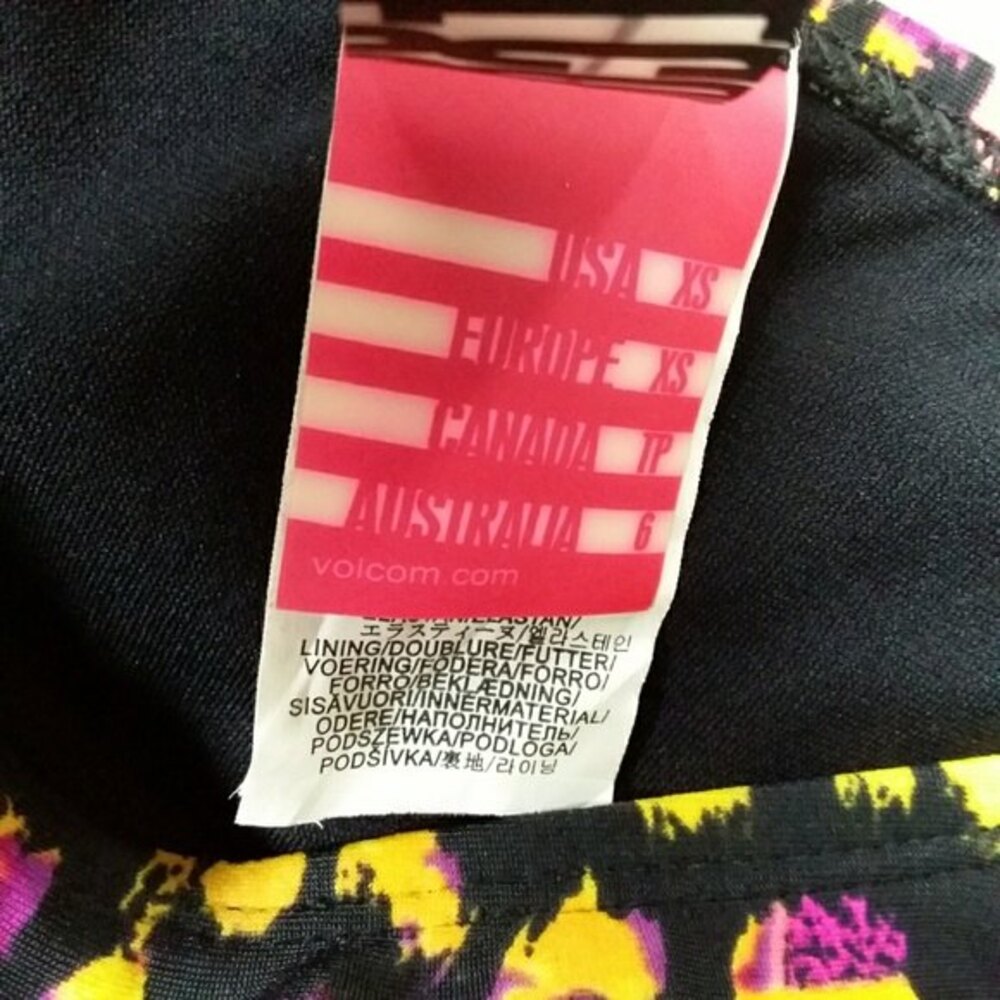 USA XS
EUROPE XS
CANADA TP
AUSTRALIA 6
volcom com
エラスティーヌ/엘라스테인
LINING/DOUBLURE/FUTTER/
VOERING/FODERA/FORRO/
FORRO/BEKLÆDNING/
SISÄVUORI/INNERMATERIAL/
ODERE/НАПОЛНИТЕЛЬ/
PODSZEWKA/PODLOGA/
PODŠIVKA/裏地/라이닝